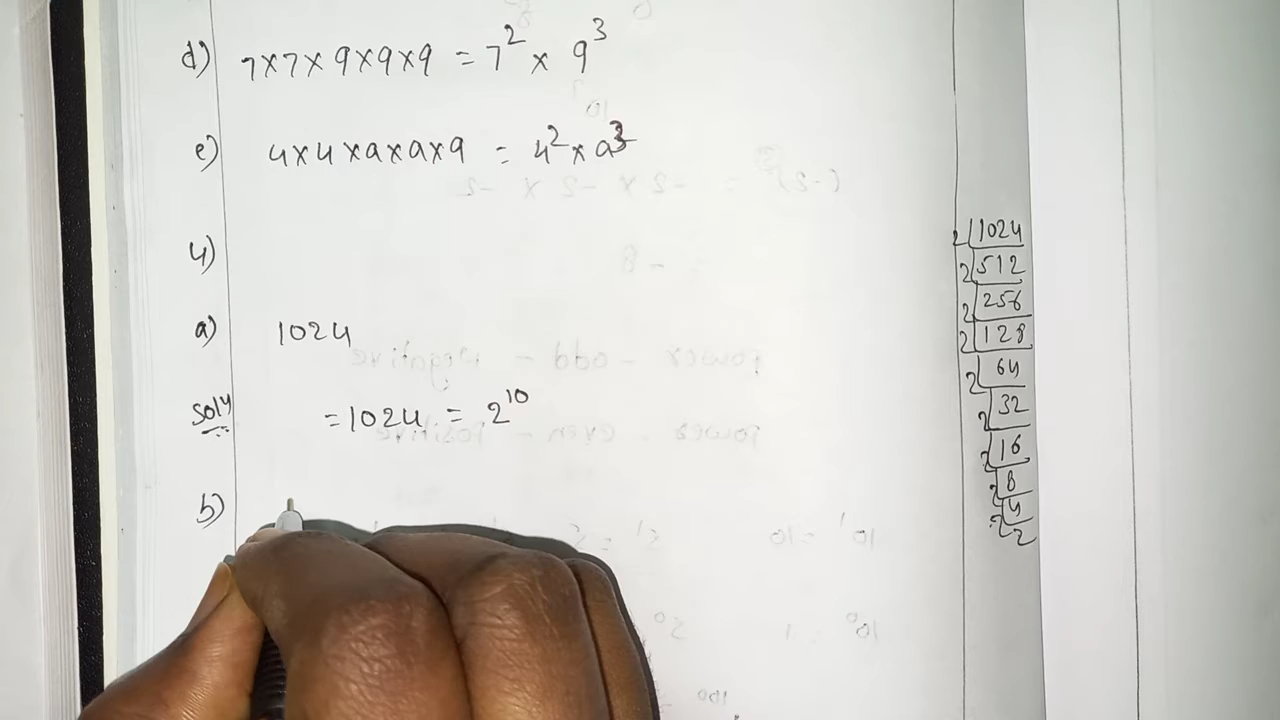 d) 7×7×9×9×9 = 7² × 9³
e) 4×4×a×a×a = 4² × a³
4)
a) 1024
Soln
= 1024 = 2¹⁰
b)
2 1024
2 512
2 256
2 128
2 64
2 32
2 16
2 8
2 4
2 2